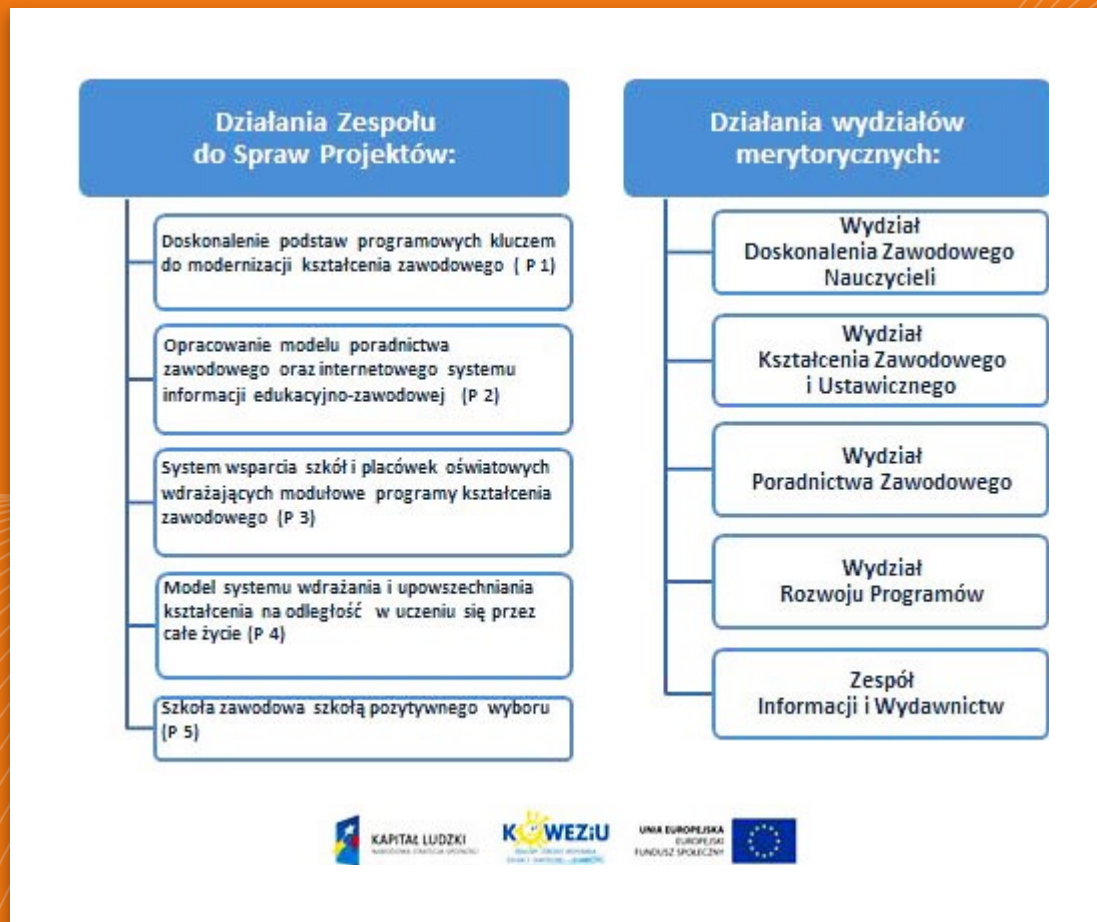 Działania Zespołu
do Spraw Projektów:
Doskonalenie podstaw programowych kluczem
do modernizacji kształcenia zawodowego ( P 1)
Opracowanie modelu poradnictwa
zawodowego oraz internetowego systemu
informacji edukacyjno-zawodowej (P 2)
System wsparcia szkół i placówek oświatowych
wdrażających modułowe programy kształcenia
zawodowego (P 3)
Model systemu wdrażania i upowszechniania
kształcenia na odległość w uczeniu się przez
całe życie (P 4)
Szkoła zawodowa szkołą pozytywnego wyboru
(P 5)
Działania wydziałów
merytorycznych:
Wydział
Doskonalenia Zawodowego
Nauczycieli
Wydział
Kształcenia Zawodowego
i Ustawicznego
Wydział
Poradnictwa Zawodowego
Wydział
Rozwoju Programów
Zespół
Informacji i Wydawnictw
KAPITAŁ LUDZKI
NARODOWA STRATEGIA SPÓJNOŚCI
KOWEZiU
UNIA EUROPEJSKA
EUROPEJSKI
FUNDUSZ SPOŁECZNY